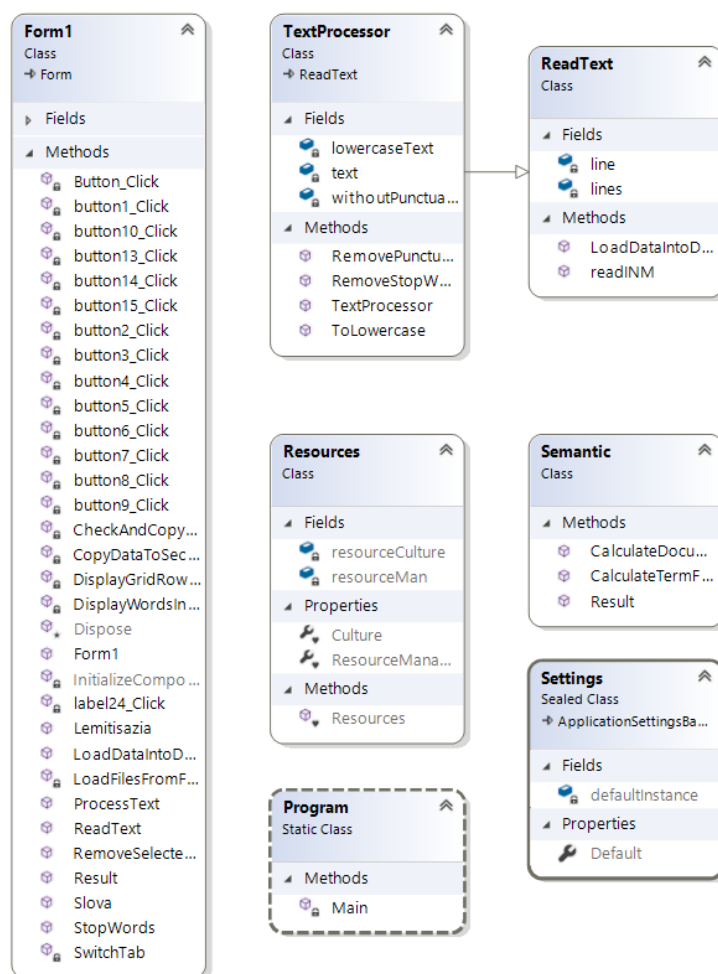 Form1
Class
Form
Fields
Methods
Button_Click
button1_Click
button10_Click
button13_Click
button14_Click
button15_Click
button2_Click
button3_Click
button4_Click
button5_Click
button6_Click
button7_Click
button8_Click
button9_Click
CheckAndCopy...
CopyDataToSec...
DisplayGridRow...
DisplayWordsIn...
Dispose
Form1
InitializeCompo...
label24_Click
Lemitisazia
LoadDataIntoD...
LoadFilesFromF...
ProcessText
ReadText
RemoveSelecte...
Result
Slova
StopWords
SwitchTab
TextProcessor
Class
ReadText
Fields
lowercaseText
text
withoutPunctua...
Methods
RemovePunctu...
RemoveStopW...
TextProcessor
ToLowercase
ReadText
Class
Fields
line
lines
Methods
LoadDataIntoD...
readINM
Resources
Class
Fields
resourceCulture
resourceMan
Properties
Culture
ResourceMana...
Methods
Resources
Semantic
Class
Methods
CalculateDocu...
CalculateTermF...
Result
Settings
Sealed Class
ApplicationSettingsBa...
Fields
defaultInstance
Properties
Default
Program
Static Class
Methods
Main